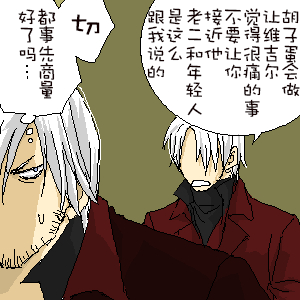 胡子蛋会做
让维吉尔
觉得很痛的事
不要让你
接近他
老二和年轻人
是这么
跟我说的
切
都事先商量
好了吗…